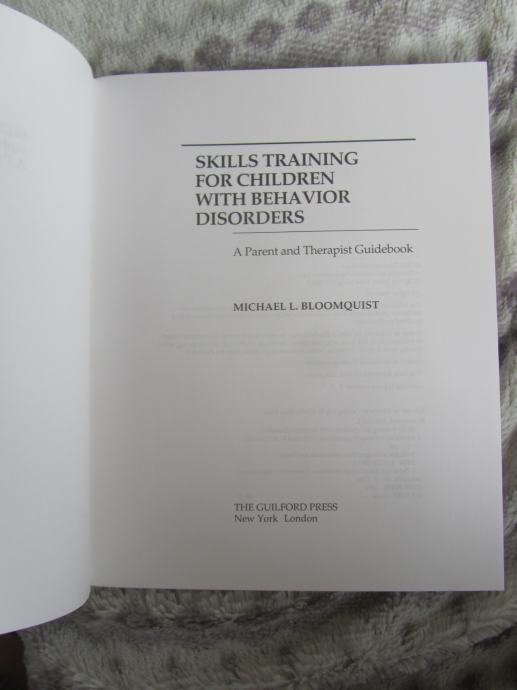 SKILLS TRAINING
FOR CHILDREN
WITH BEHAVIOR
DISORDERS
A Parent and Therapist Guidebook
MICHAEL L. BLOOMQUIST
THE GUILFORD PRESS
New York London